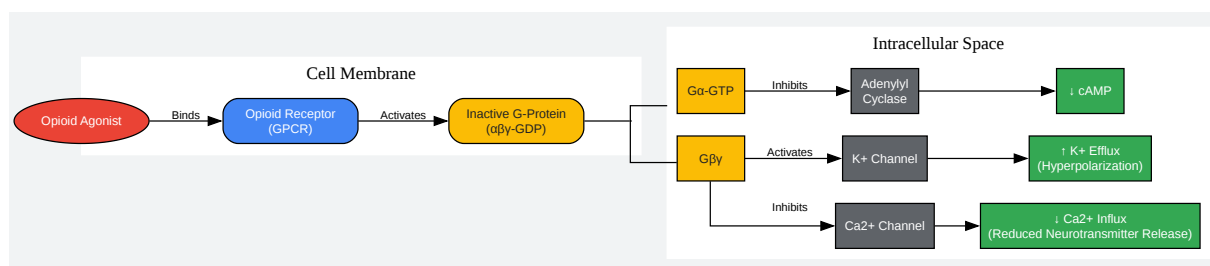 Intracellular Space
Cell Membrane
Opioid Agonist
Binds
Opioid Receptor
(GPCR)
Activates
Inactive G-Protein
(αβγ-GDP)
Gα-GTP
Inhibits
Adenylyl
Cyclase
↓ cAMP
Gβγ
Activates
K+ Channel
↑ K+ Efflux
(Hyperpolarization)
Inhibits
Ca2+ Channel
↓ Ca2+ Influx
(Reduced Neurotransmitter Release)